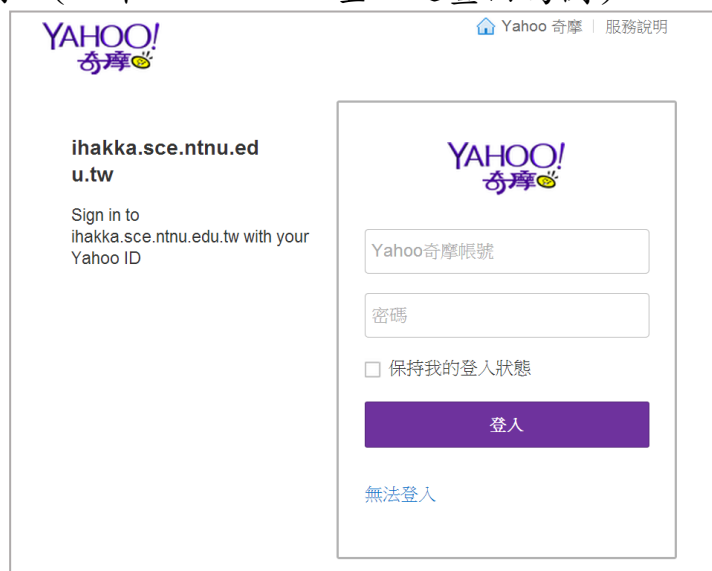 YAHOO!
奇摩
Yahoo 奇摩 | 服務說明
ihakka.sce.ntnu.ed
u.tw
Sign in to
ihakka.sce.ntnu.edu.tw with your
Yahoo ID
YAHOO!
奇摩
Yahoo奇摩帳號
密碼
保持我的登入狀態
登入
無法登入